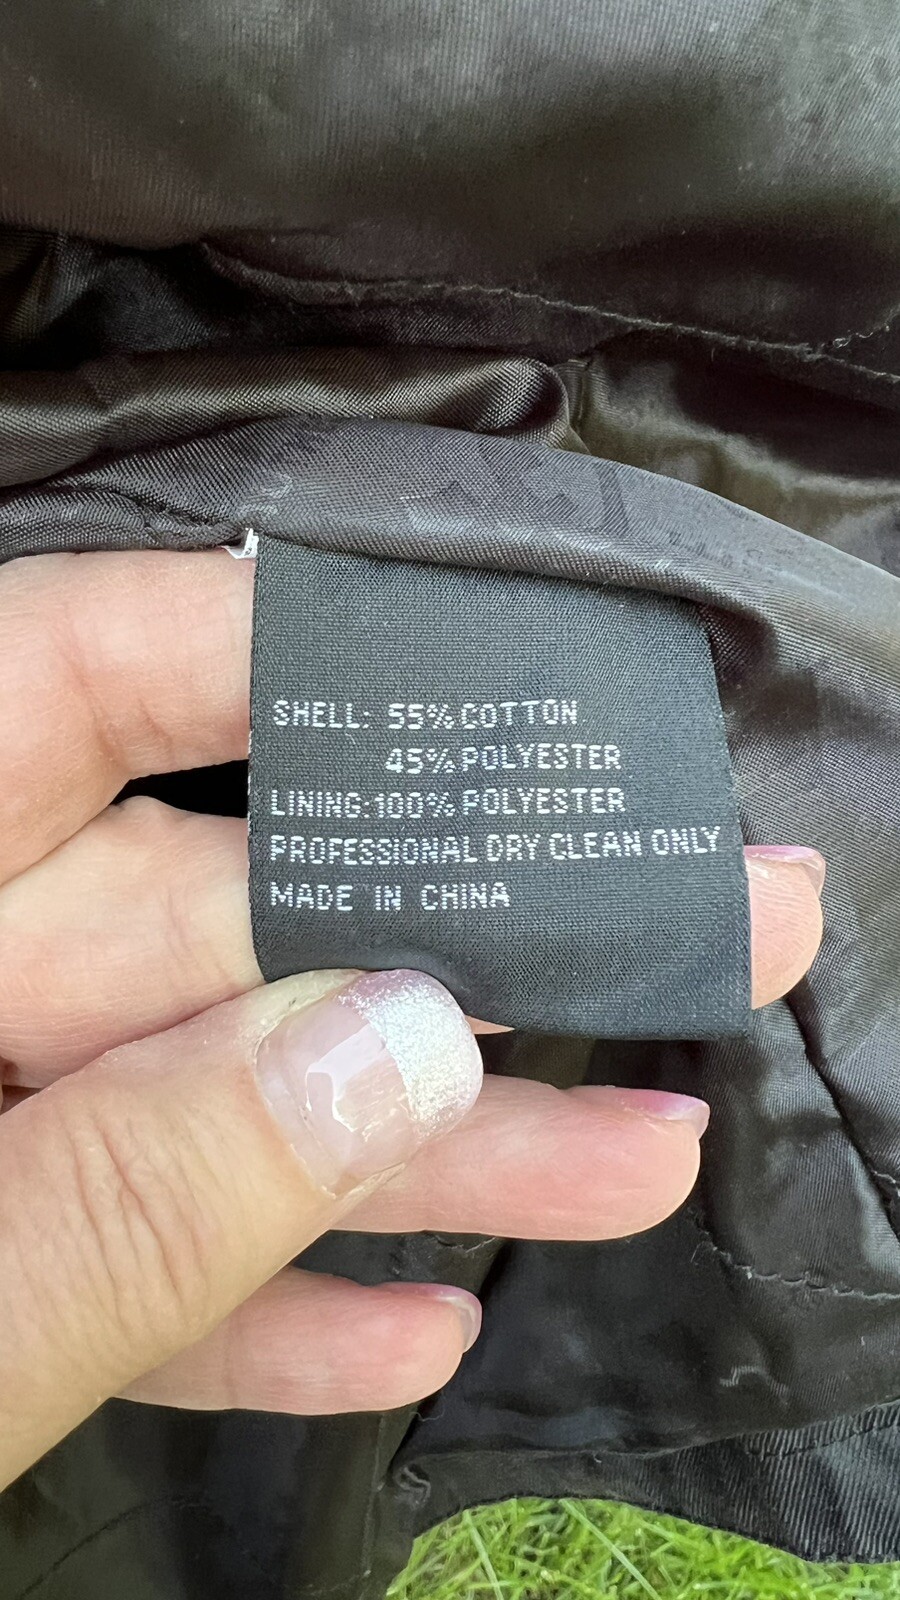 SHELL: 55% COTTON
45% POLYESTER
LINING:100% POLYESTER
PROFESSIONAL DRY CLEAN ONLY
MADE IN CHINA